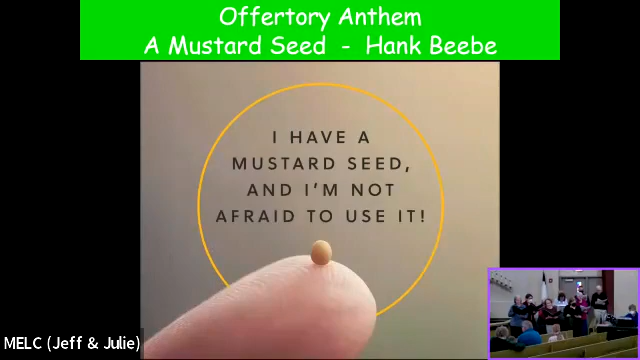 Offertory Anthem
A Mustard Seed - Hank Beebe
I HAVE A
MUSTARD SEED,
AND I'M NOT
AFRAID TO USE IT!
MELC (Jeff & Julie)